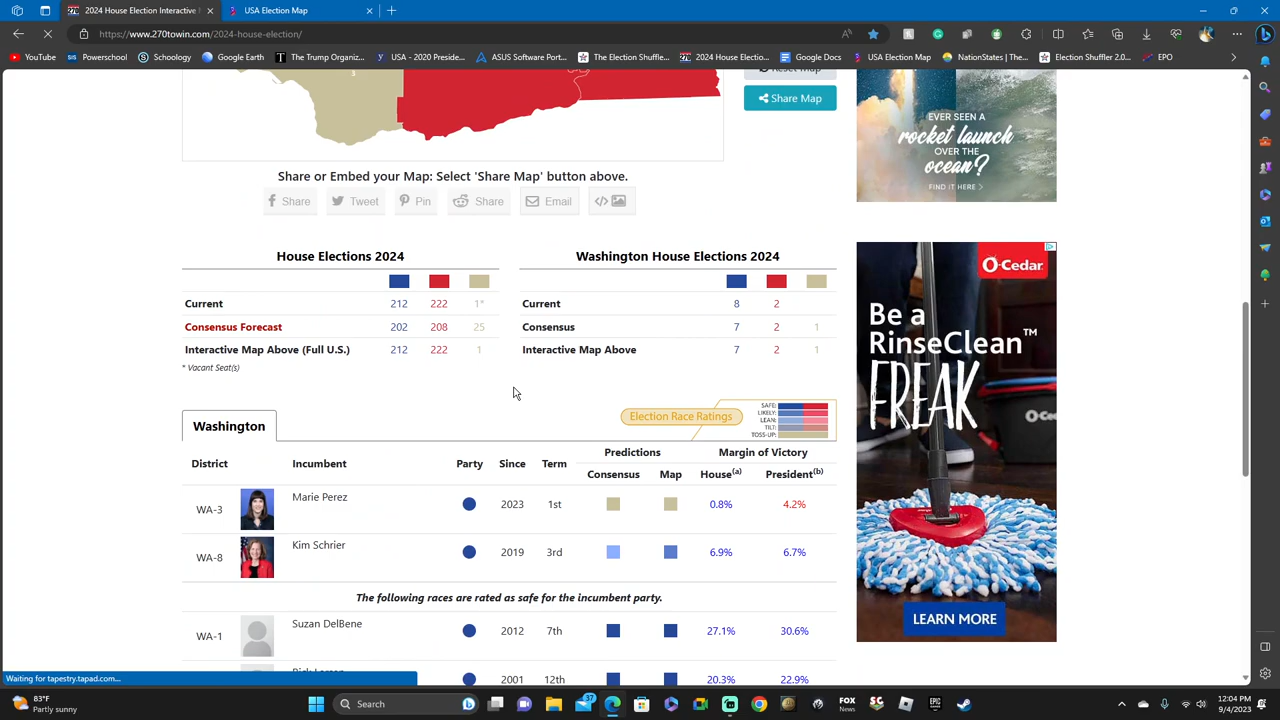 2024 House Election Interactive
USA Election Map
https://www.270towin.com/2024-house-election/
YouTube
Powerschool
Schoology
Google Earth
The Trump Organiz...
USA - 2020 Preside...
ASUS Software Port...
The Election Shuffle...
2024 House Electio...
Google Docs
USA Election Map
NationStates | The...
Election Shuffler 2.0...
EPO
Reset Map
Share Map
EVER SEEN A
rocket launch
OVER THE
ocean?
FIND IT HERE >
Share or Embed your Map: Select 'Share Map' button above.
Share
Tweet
Pin
Share
Email
House Elections 2024
Current 212 222 1*
Consensus Forecast 202 208 25
Interactive Map Above (Full U.S.) 212 222 1
* Vacant Seat(s)
Washington House Elections 2024
Current 8 2
Consensus 7 2 1
Interactive Map Above 7 2 1
O-Cedar
Be a
RinseClean™
FREAK
LEARN MORE
Washington
Election Race Ratings
SAFE:
LIKELY:
LEAN:
TILT:
TOSS-UP:
Predictions Margin of Victory
District Incumbent Party Since Term Consensus Map House(a) President(b)
WA-3 Marie Perez 2023 1st 0.8% 4.2%
WA-8 Kim Schrier 2019 3rd 6.9% 6.7%
The following races are rated as safe for the incumbent party.
WA-1 Suzan DelBene 2012 7th 27.1% 30.6%
Rick Larsen 2001 12th 20.3% 22.9%
Waiting for tapestry.tapad.com...
83°F
Partly sunny
Search
37
FOX
News
EPIC
12:04 PM
9/4/2023